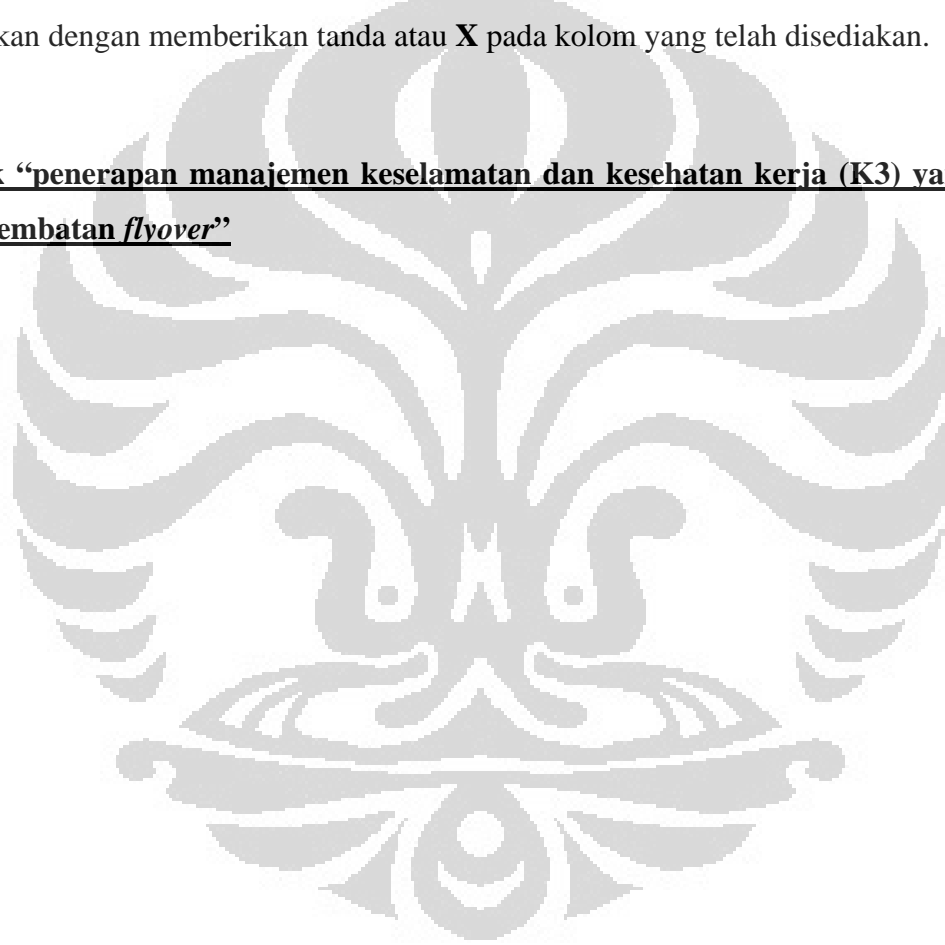 kan dengan memberikan tanda atau X pada kolom yang telah disediakan.
k “penerapan manajemen keselamatan dan kesehatan kerja (K3) ya
embatan flyover”